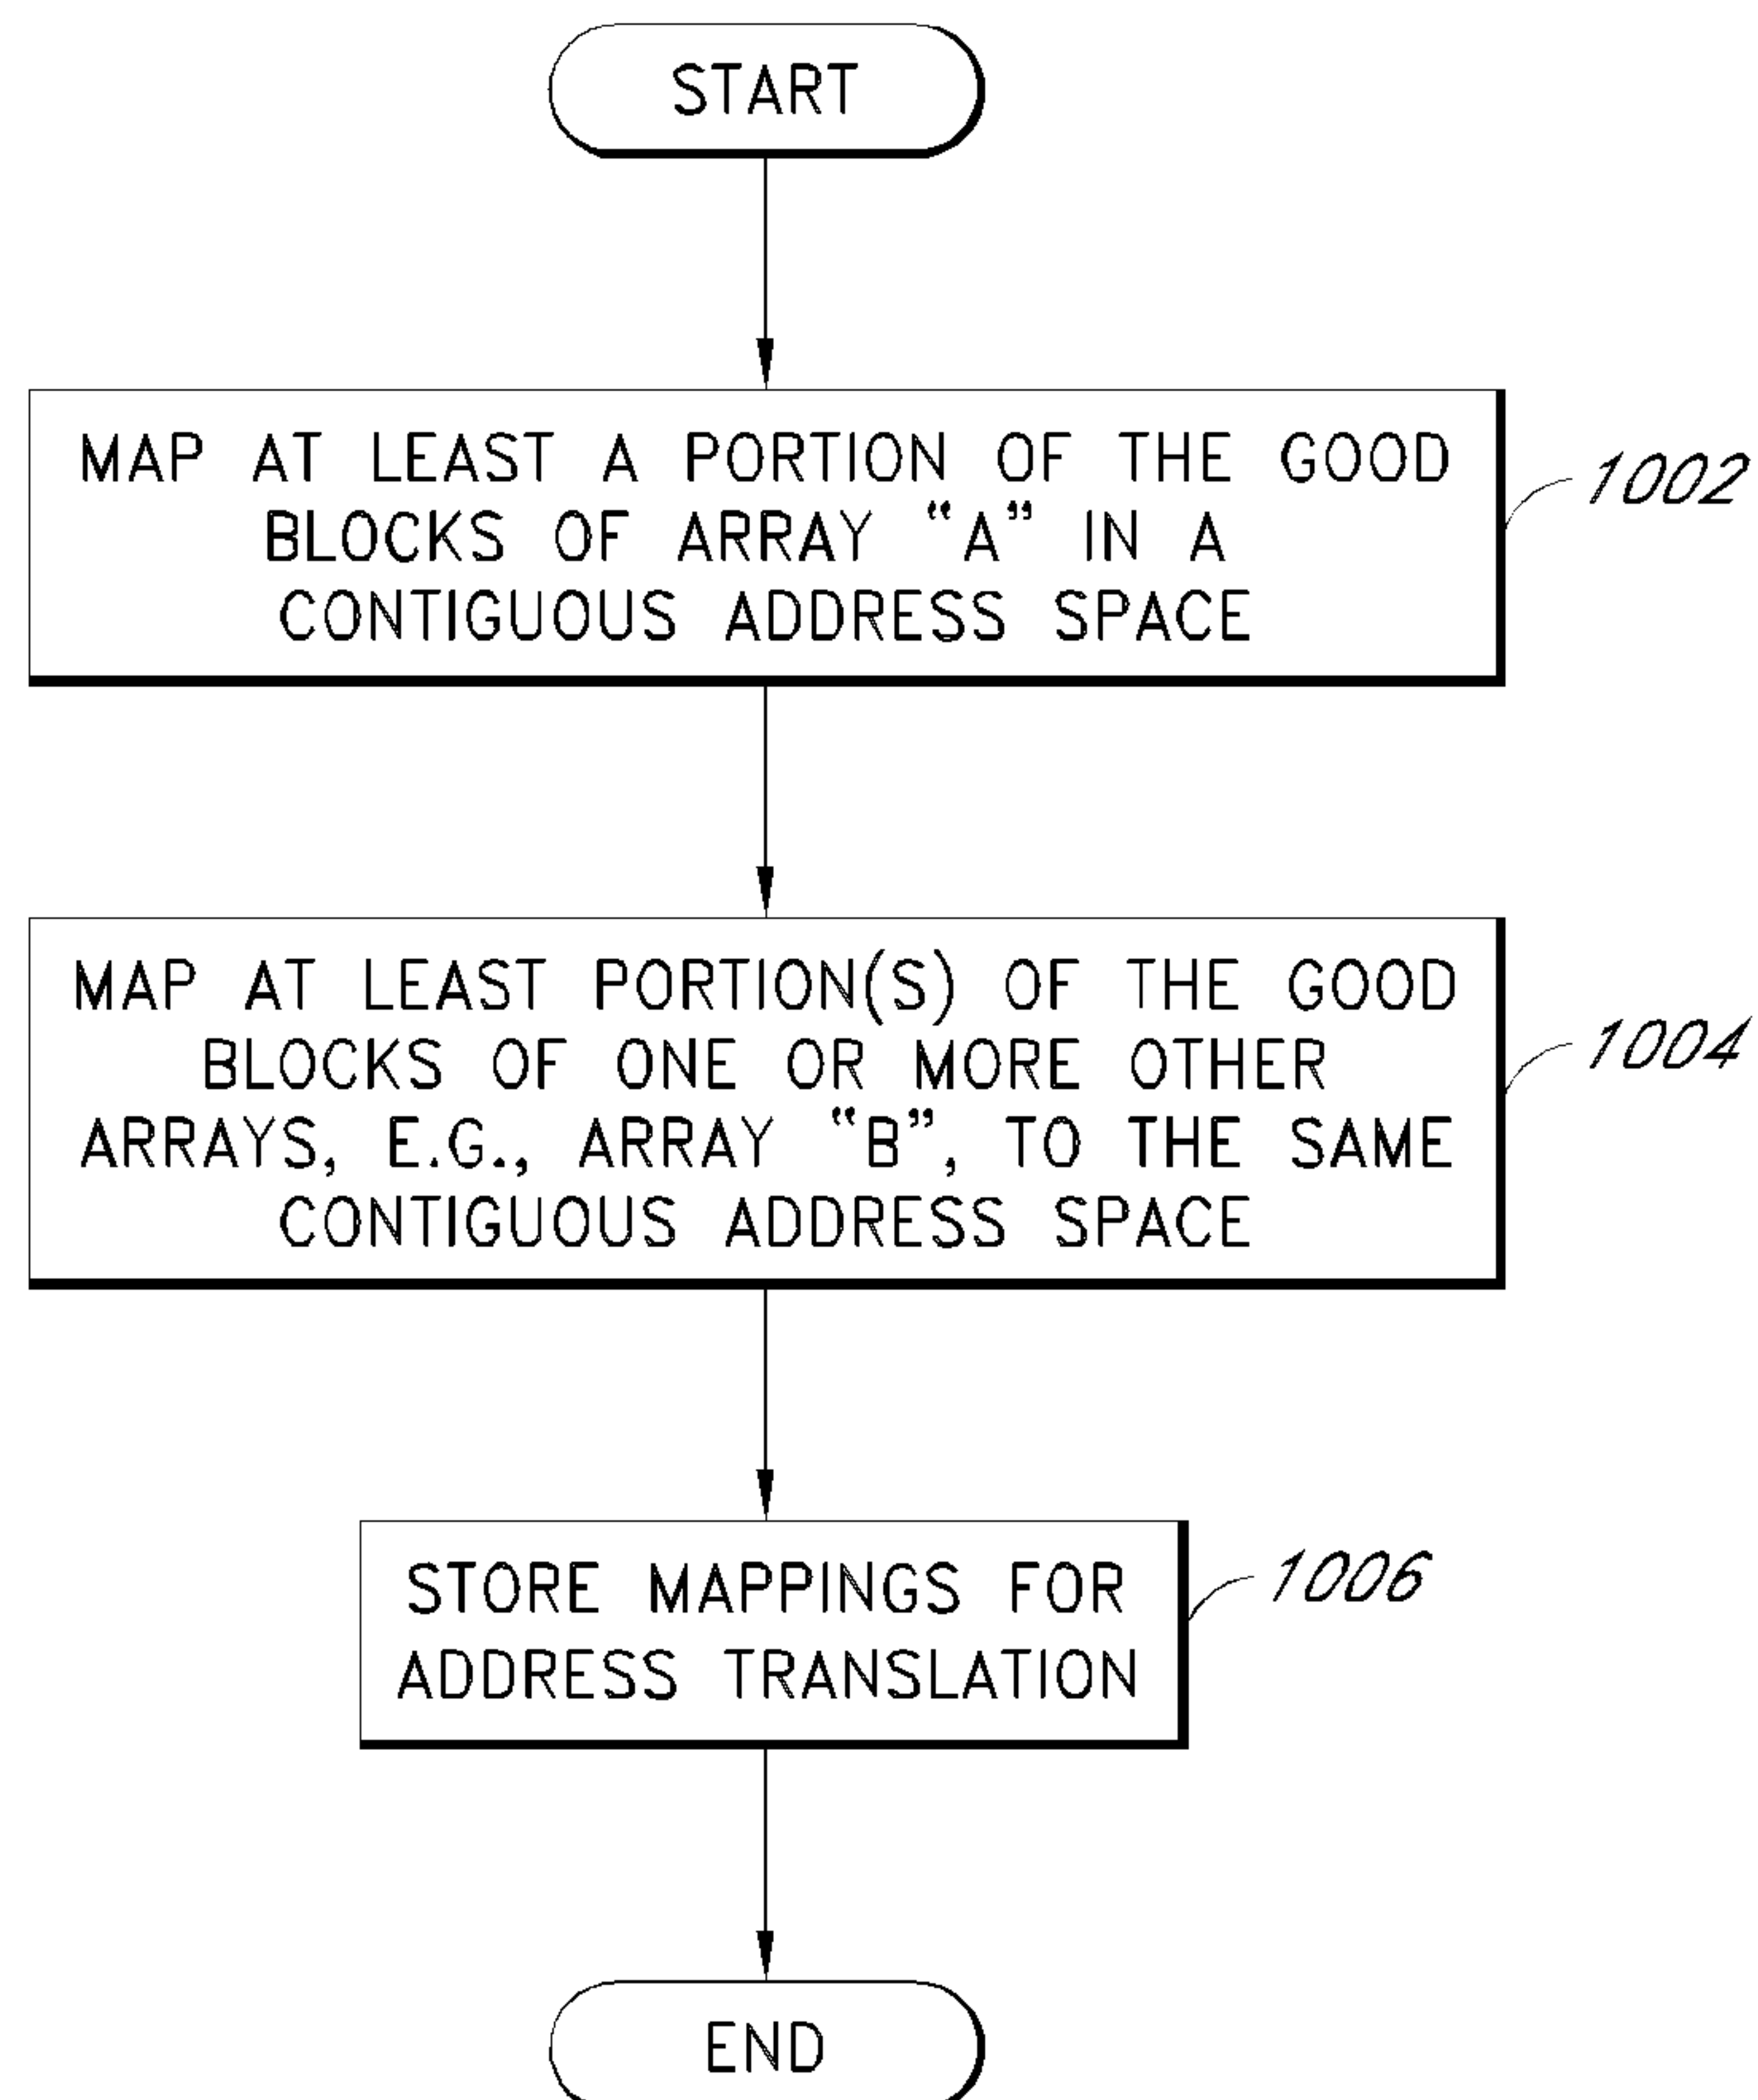 START
MAP AT LEAST A PORTION OF THE GOOD
BLOCKS OF ARRAY “A” IN A
CONTIGUOUS ADDRESS SPACE
1002
MAP AT LEAST PORTION(S) OF THE GOOD
BLOCKS OF ONE OR MORE OTHER
ARRAYS, E.G., ARRAY “B”, TO THE SAME
CONTIGUOUS ADDRESS SPACE
1004
STORE MAPPINGS FOR
ADDRESS TRANSLATION
1006
END